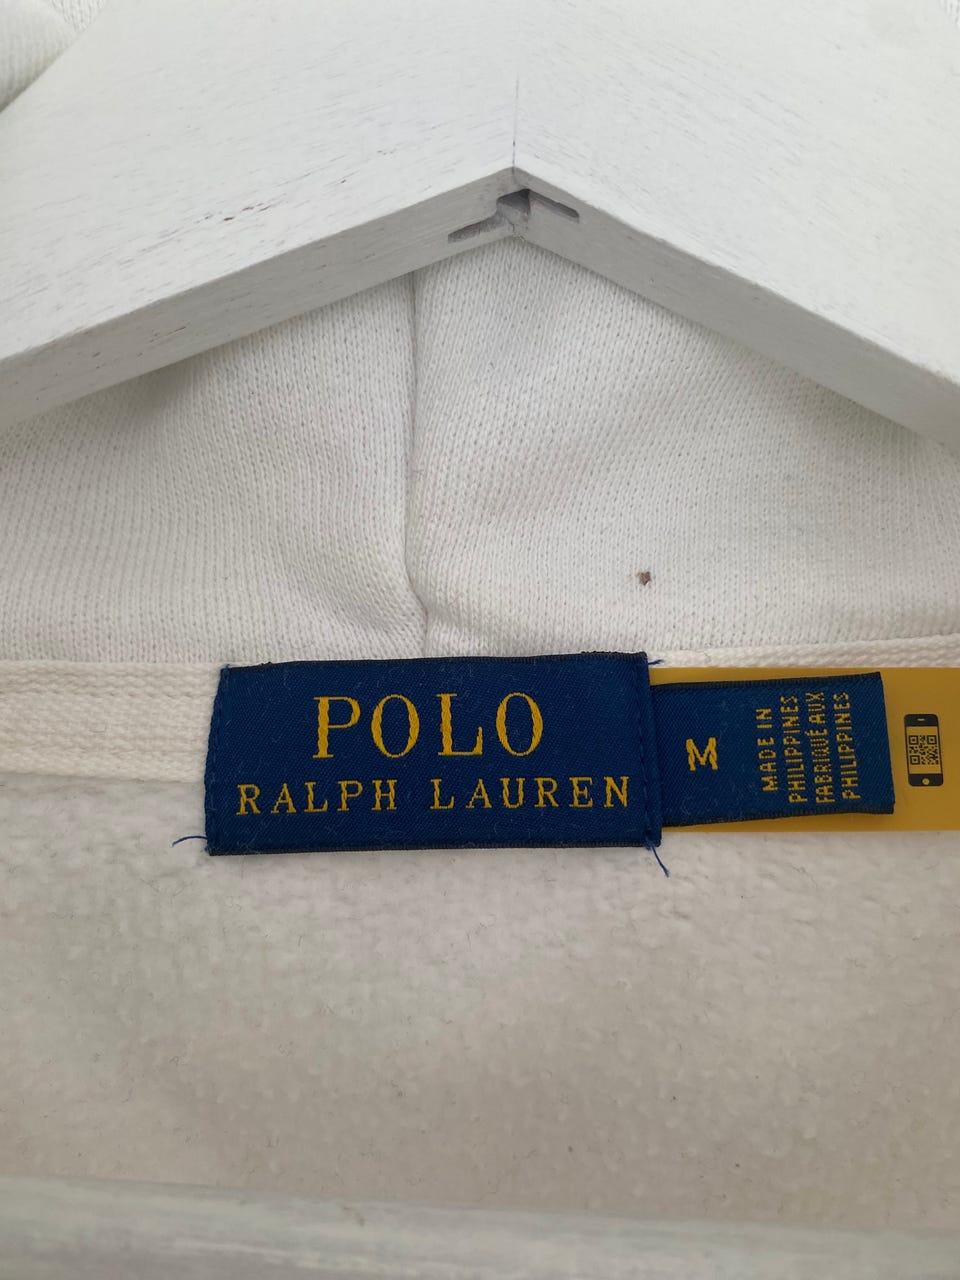 POLO
RALPH LAUREN
M
MADE IN
PHILIPPINES
FABRIQUÉ AUX
PHILIPPINES